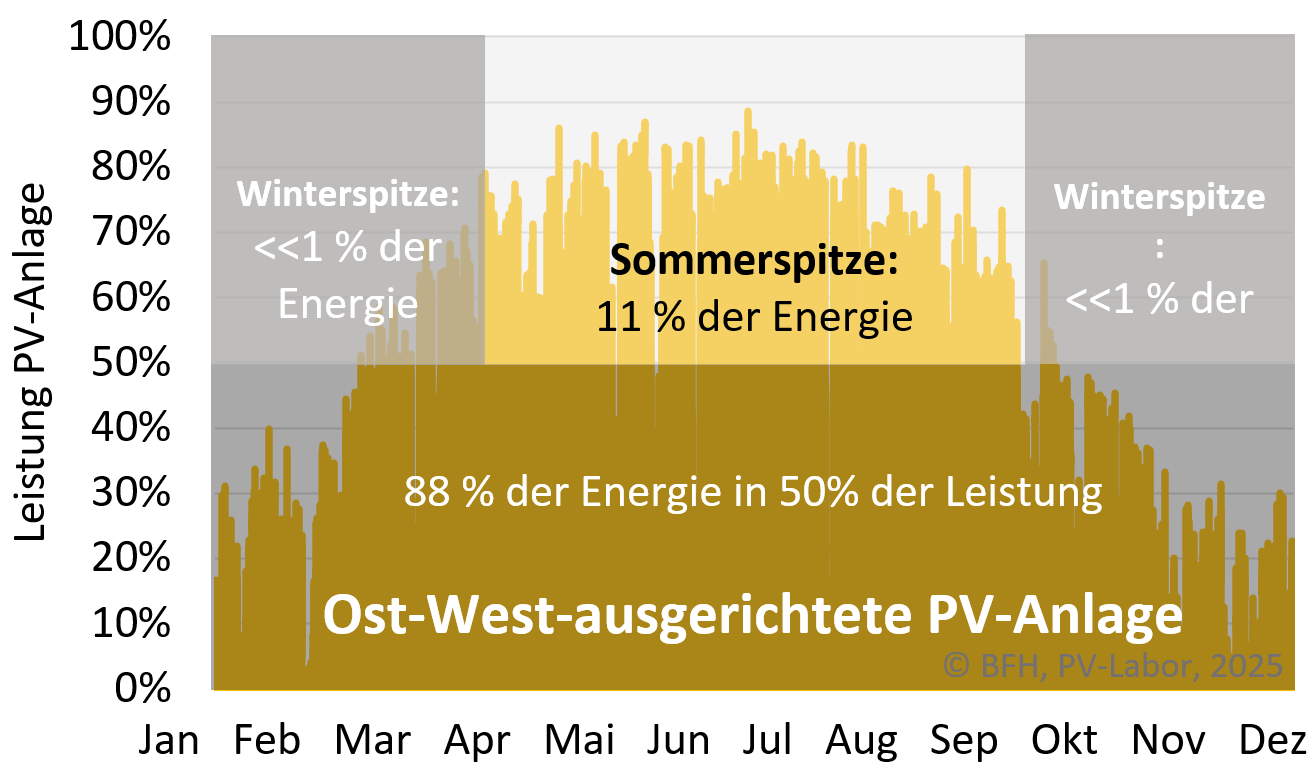 Leistung PV-Anlage
100%
90%
80%
70%
60%
50%
40%
30%
20%
10%
0%
Winterspitze:
<<1 % der
Energie
Sommerspitze:
11 % der Energie
Winterspitze
:
<<1 % der
88 % der Energie in 50% der Leistung
Ost-West-ausgerichtete PV-Anlage
© BFH, PV-Labor, 2025
Jan Feb Mar Apr Mai Jun Jul Aug Sep Okt Nov Dez